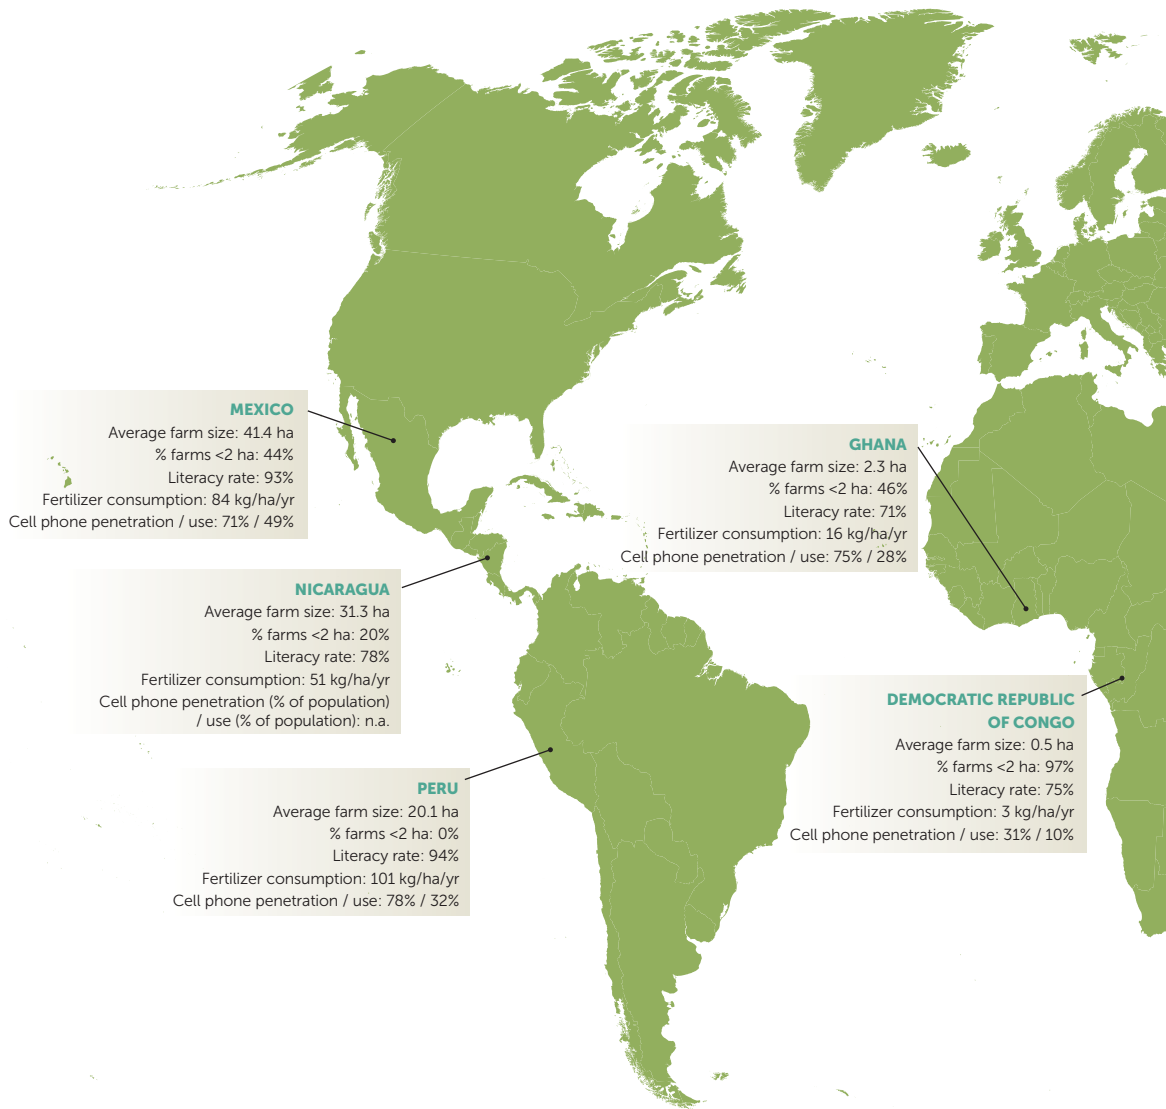 MEXICO
Average farm size: 41.4 ha
% farms <2 ha: 44%
Literacy rate: 93%
Fertilizer consumption: 84 kg/ha/yr
Cell phone penetration / use: 71% / 49%
GHANA
Average farm size: 2.3 ha
% farms <2 ha: 46%
Literacy rate: 71%
Fertilizer consumption: 16 kg/ha/yr
Cell phone penetration / use: 75% / 28%
NICARAGUA
Average farm size: 31.3 ha
% farms <2 ha: 20%
Literacy rate: 78%
Fertilizer consumption: 51 kg/ha/yr
Cell phone penetration (% of population)
/ use (% of population): n.a.
DEMOCRATIC REPUBLIC
OF CONGO
Average farm size: 0.5 ha
% farms <2 ha: 97%
Literacy rate: 75%
Fertilizer consumption: 3 kg/ha/yr
Cell phone penetration / use: 31% / 10%
PERU
Average farm size: 20.1 ha
% farms <2 ha: 0%
Literacy rate: 94%
Fertilizer consumption: 101 kg/ha/yr
Cell phone penetration / use: 78% / 32%